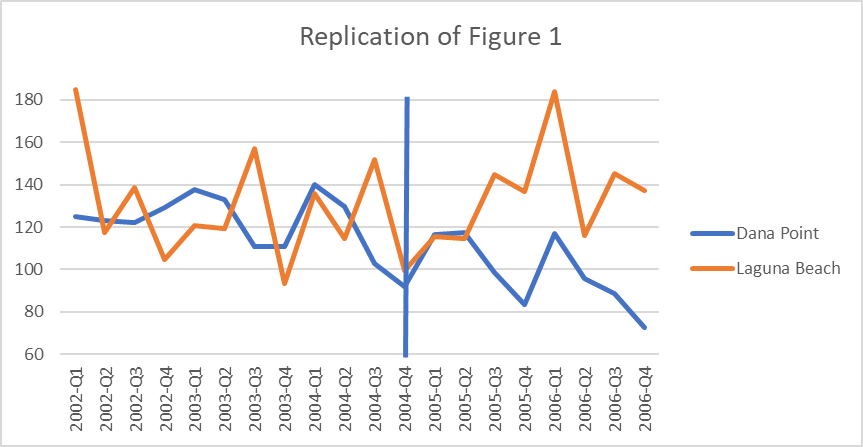 Replication of Figure 1
180
160
140
120
100
80
60
2002-Q1
2002-Q2
2002-Q3
2002-Q4
2003-Q1
2003-Q2
2003-Q3
2003-Q4
2004-Q1
2004-Q2
2004-Q3
2004-Q4
2005-Q1
2005-Q2
2005-Q3
2005-Q4
2006-Q1
2006-Q2
2006-Q3
2006-Q4
Dana Point
Laguna Beach